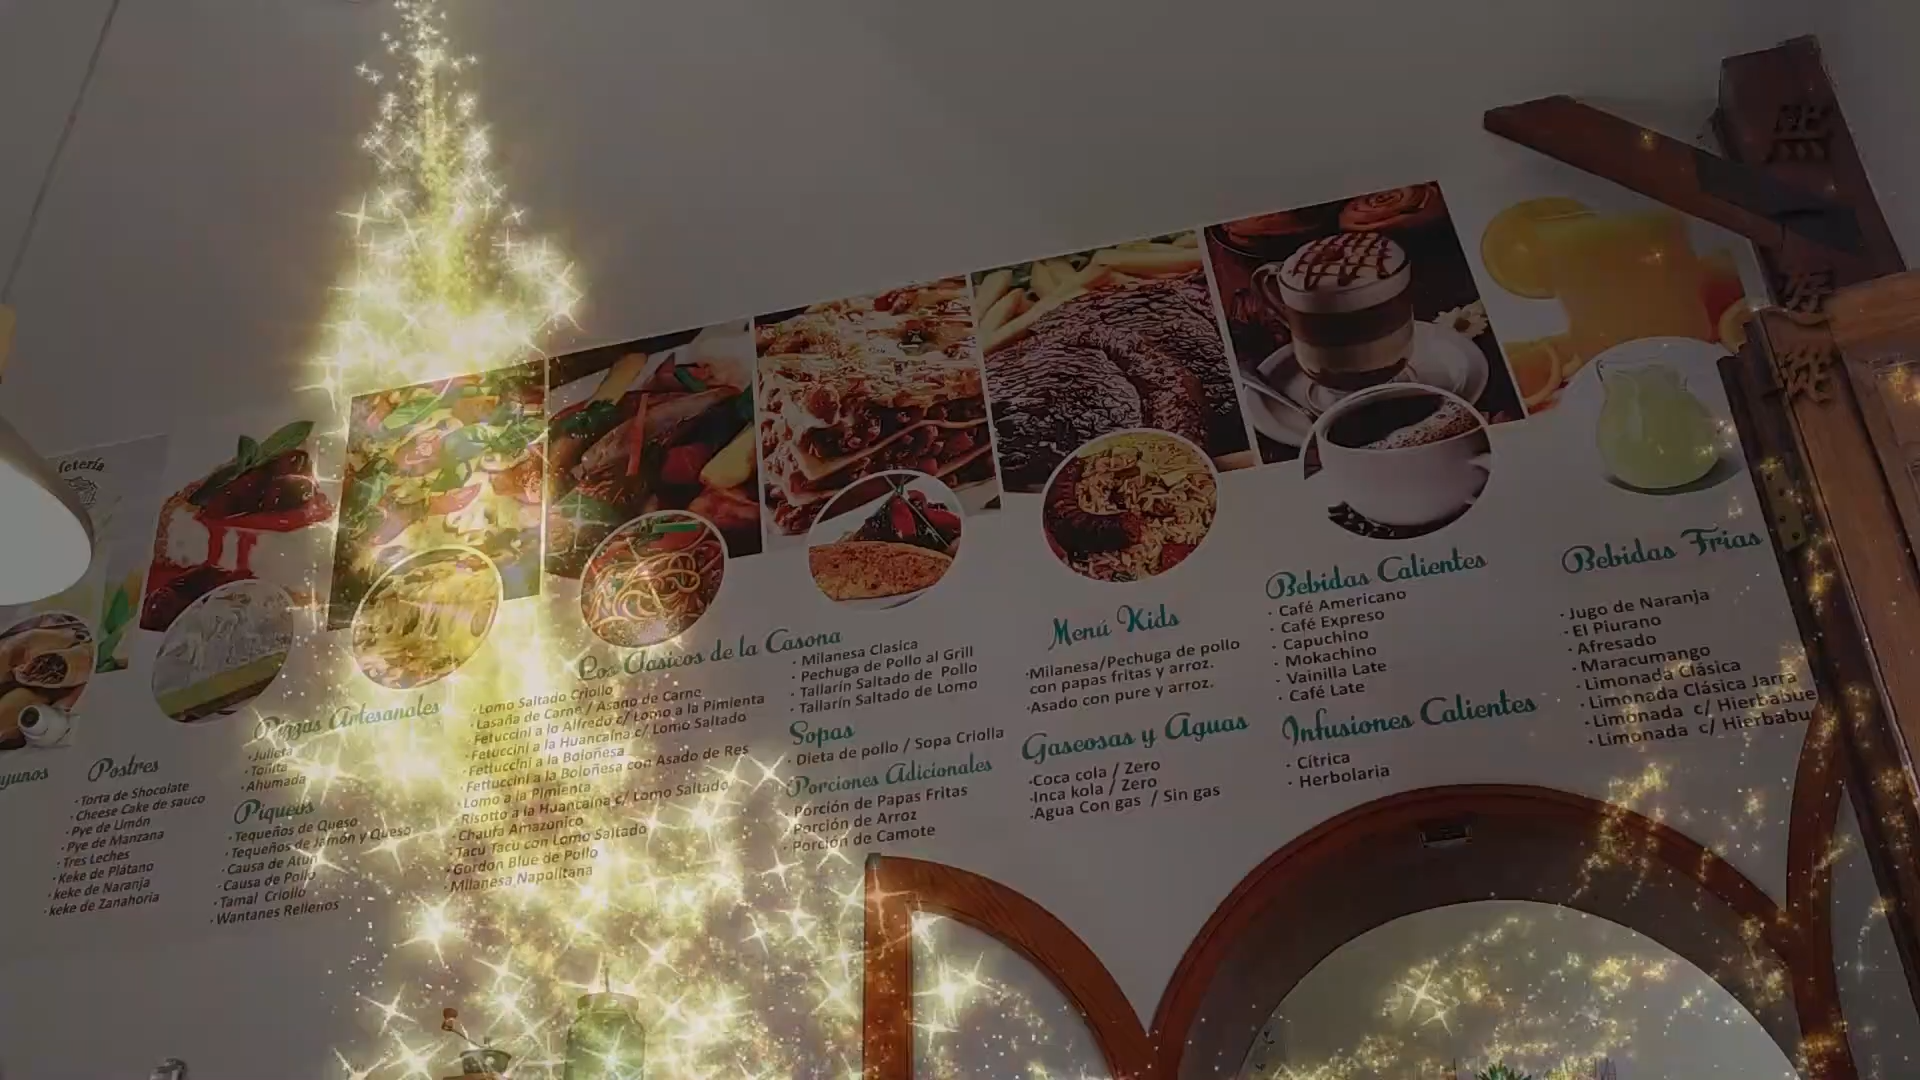 fetería
yunos
Postres
· Torta de Shocolate
· Cheese Cake de sauco
· Pye de Limón
· Pye de Manzana
· Tres Leches
· Keke de Plátano
· keke de Naranja
· keke de Zanahoria
Pizzas Artesanales
· Julieta
· Toñita
· Ahumada
Piqueos
· Tequeños de Queso
· Tequeños de Jamón y Queso
· Causa de Atún
· Causa de Pollo
· Tamal Criollo
· Wantanes Rellenos
Los Clasicos de la Casona
· Lomo Saltado Criollo
· Lasaña de Carne / Asado de Carne
· Fetuccini a lo Alfredo c/ Lomo a la Pimienta
· Fetuccini a la Huancaína c/ Lomo Saltado
· Fettuccini a la Boloñesa
· Fettuccini a la Boloñesa con Asado de Res
· Lomo a la Pimienta
· Risotto a la Huancaína c/ Lomo Saltado
· Chaufa Amazónico
· Tacu Tacu con Lomo Saltado
· Gordon Blue de Pollo
· Milanesa Napolitana
· Milanesa Clasica
· Pechuga de Pollo al Grill
· Tallarín Saltado de Pollo
· Tallarín Saltado de Lomo
Sopas
· Dieta de pollo / Sopa Criolla
Porciones Adicionales
· Porción de Papas Fritas
· Porción de Arroz
· Porción de Camote
Menú Kids
·Milanesa/Pechuga de pollo
con papas fritas y arroz.
·Asado con pure y arroz.
Gaseosas y Aguas
·Coca cola / Zero
·Inca kola / Zero
·Agua Con gas / Sin gas
Bebidas Calientes
· Café Americano
· Café Expreso
· Capuchino
· Mokachino
· Vainilla Late
· Café Late
Infusiones Calientes
· Cítrica
· Herbolaria
Bebidas Frias
· Jugo de Naranja
· El Piurano
· Afresado
· Maracumango
· Limonada Clásica
· Limonada Clásica Jarra
· Limonada c/ Hierbabue
· Limonada c/ Hierbabu